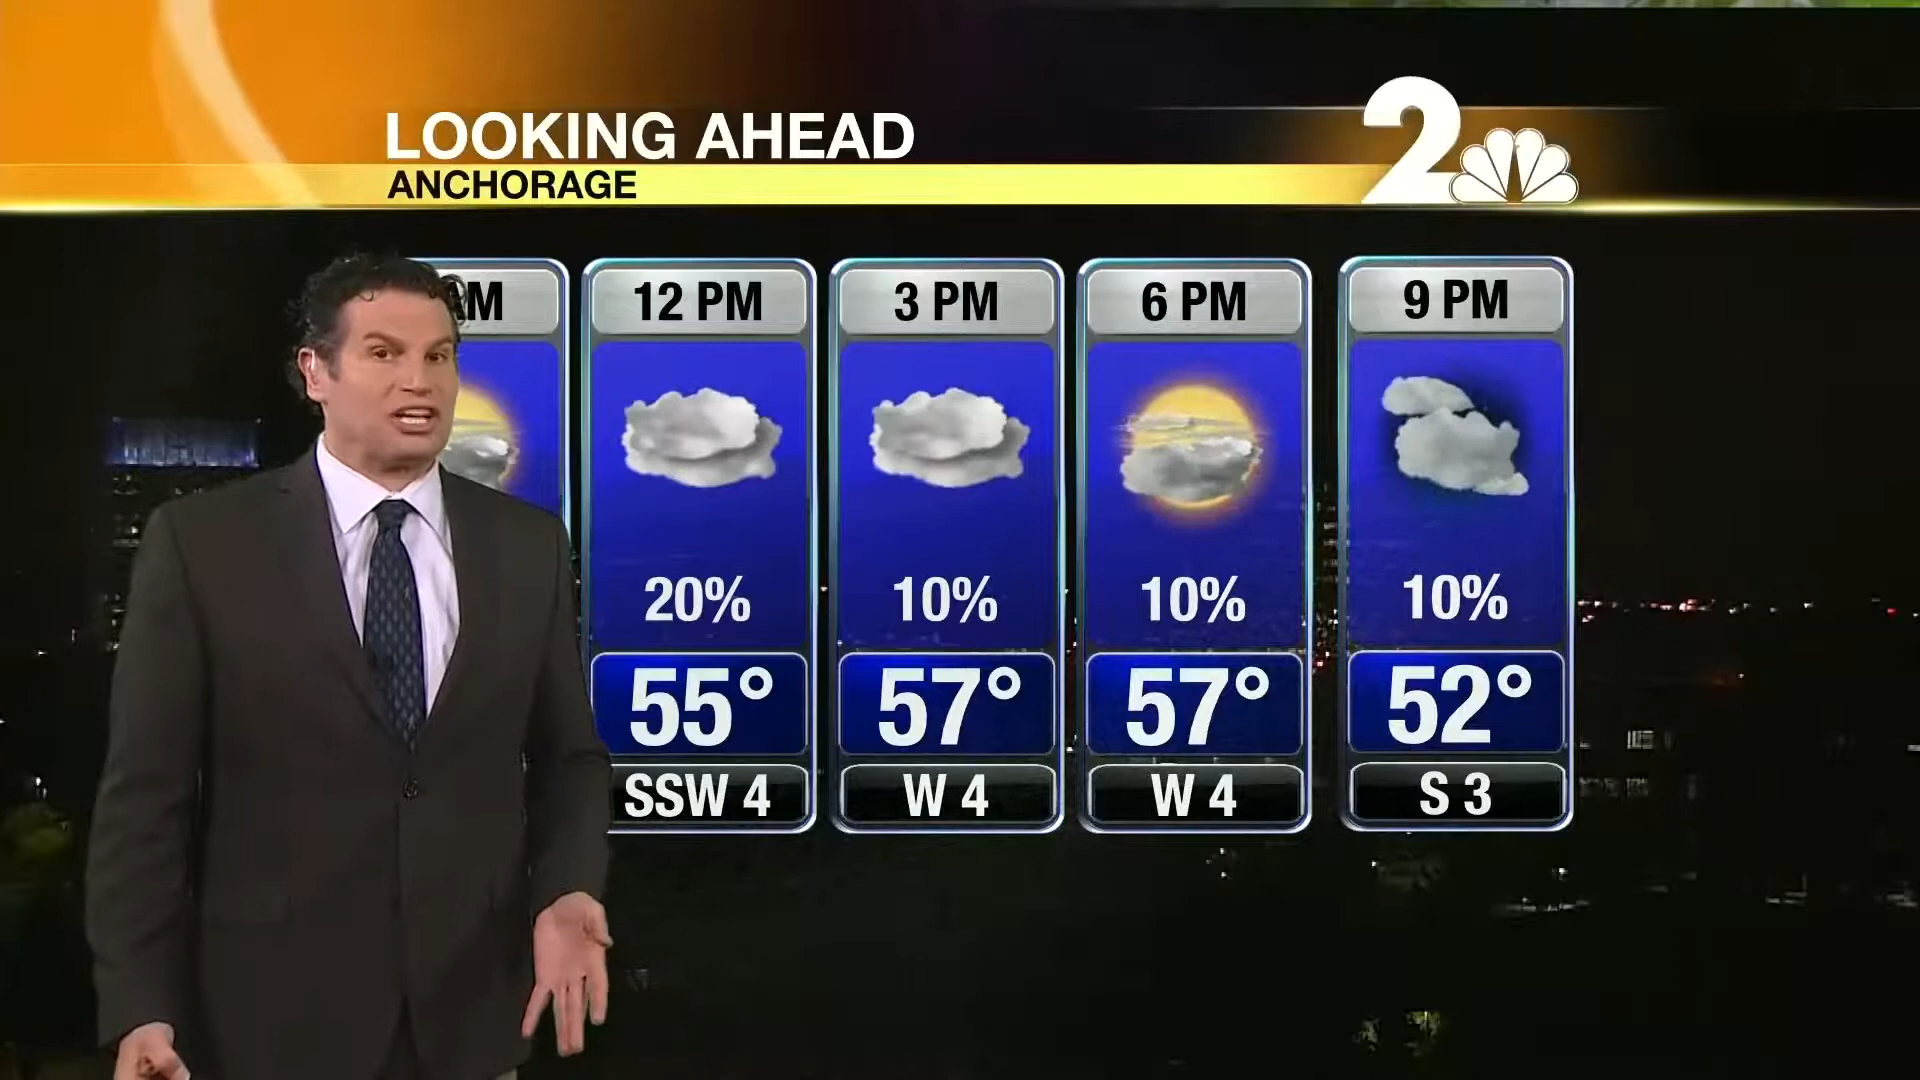 LOOKING AHEAD
ANCHORAGE
2
AM 12 PM 3 PM 6 PM 9 PM
20% 10% 10% 10%
55° 57° 57° 52°
SSW 4 W 4 W 4 S 3